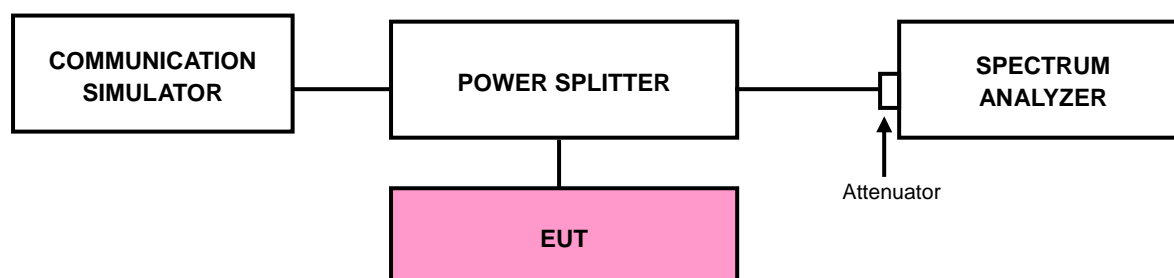 COMMUNICATION
SIMULATOR
POWER SPLITTER
SPECTRUM
ANALYZER
Attenuator
EUT